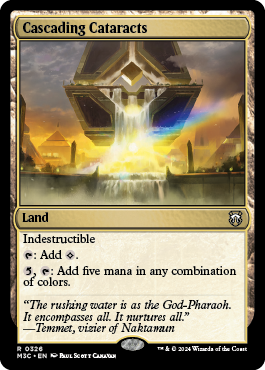 Cascading Cataracts
Land
Indestructible
: Add .
5, : Add five mana in any combination
of colors.
“The rushing water is as the God-Pharaoh.
It encompasses all. It nurtures all.”
—Temmet, vizier of Naktamun
R 0326
M3C • EN Paul Scott Canavan
™ & © 2024 Wizards of the Coast